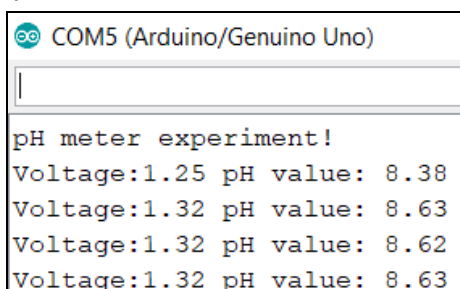 COM5 (Arduino/Genuino Uno)
pH meter experiment!
Voltage:1.25 pH value: 8.38
Voltage:1.32 pH value: 8.63
Voltage:1.32 pH value: 8.62
Voltage:1.32 pH value: 8.63